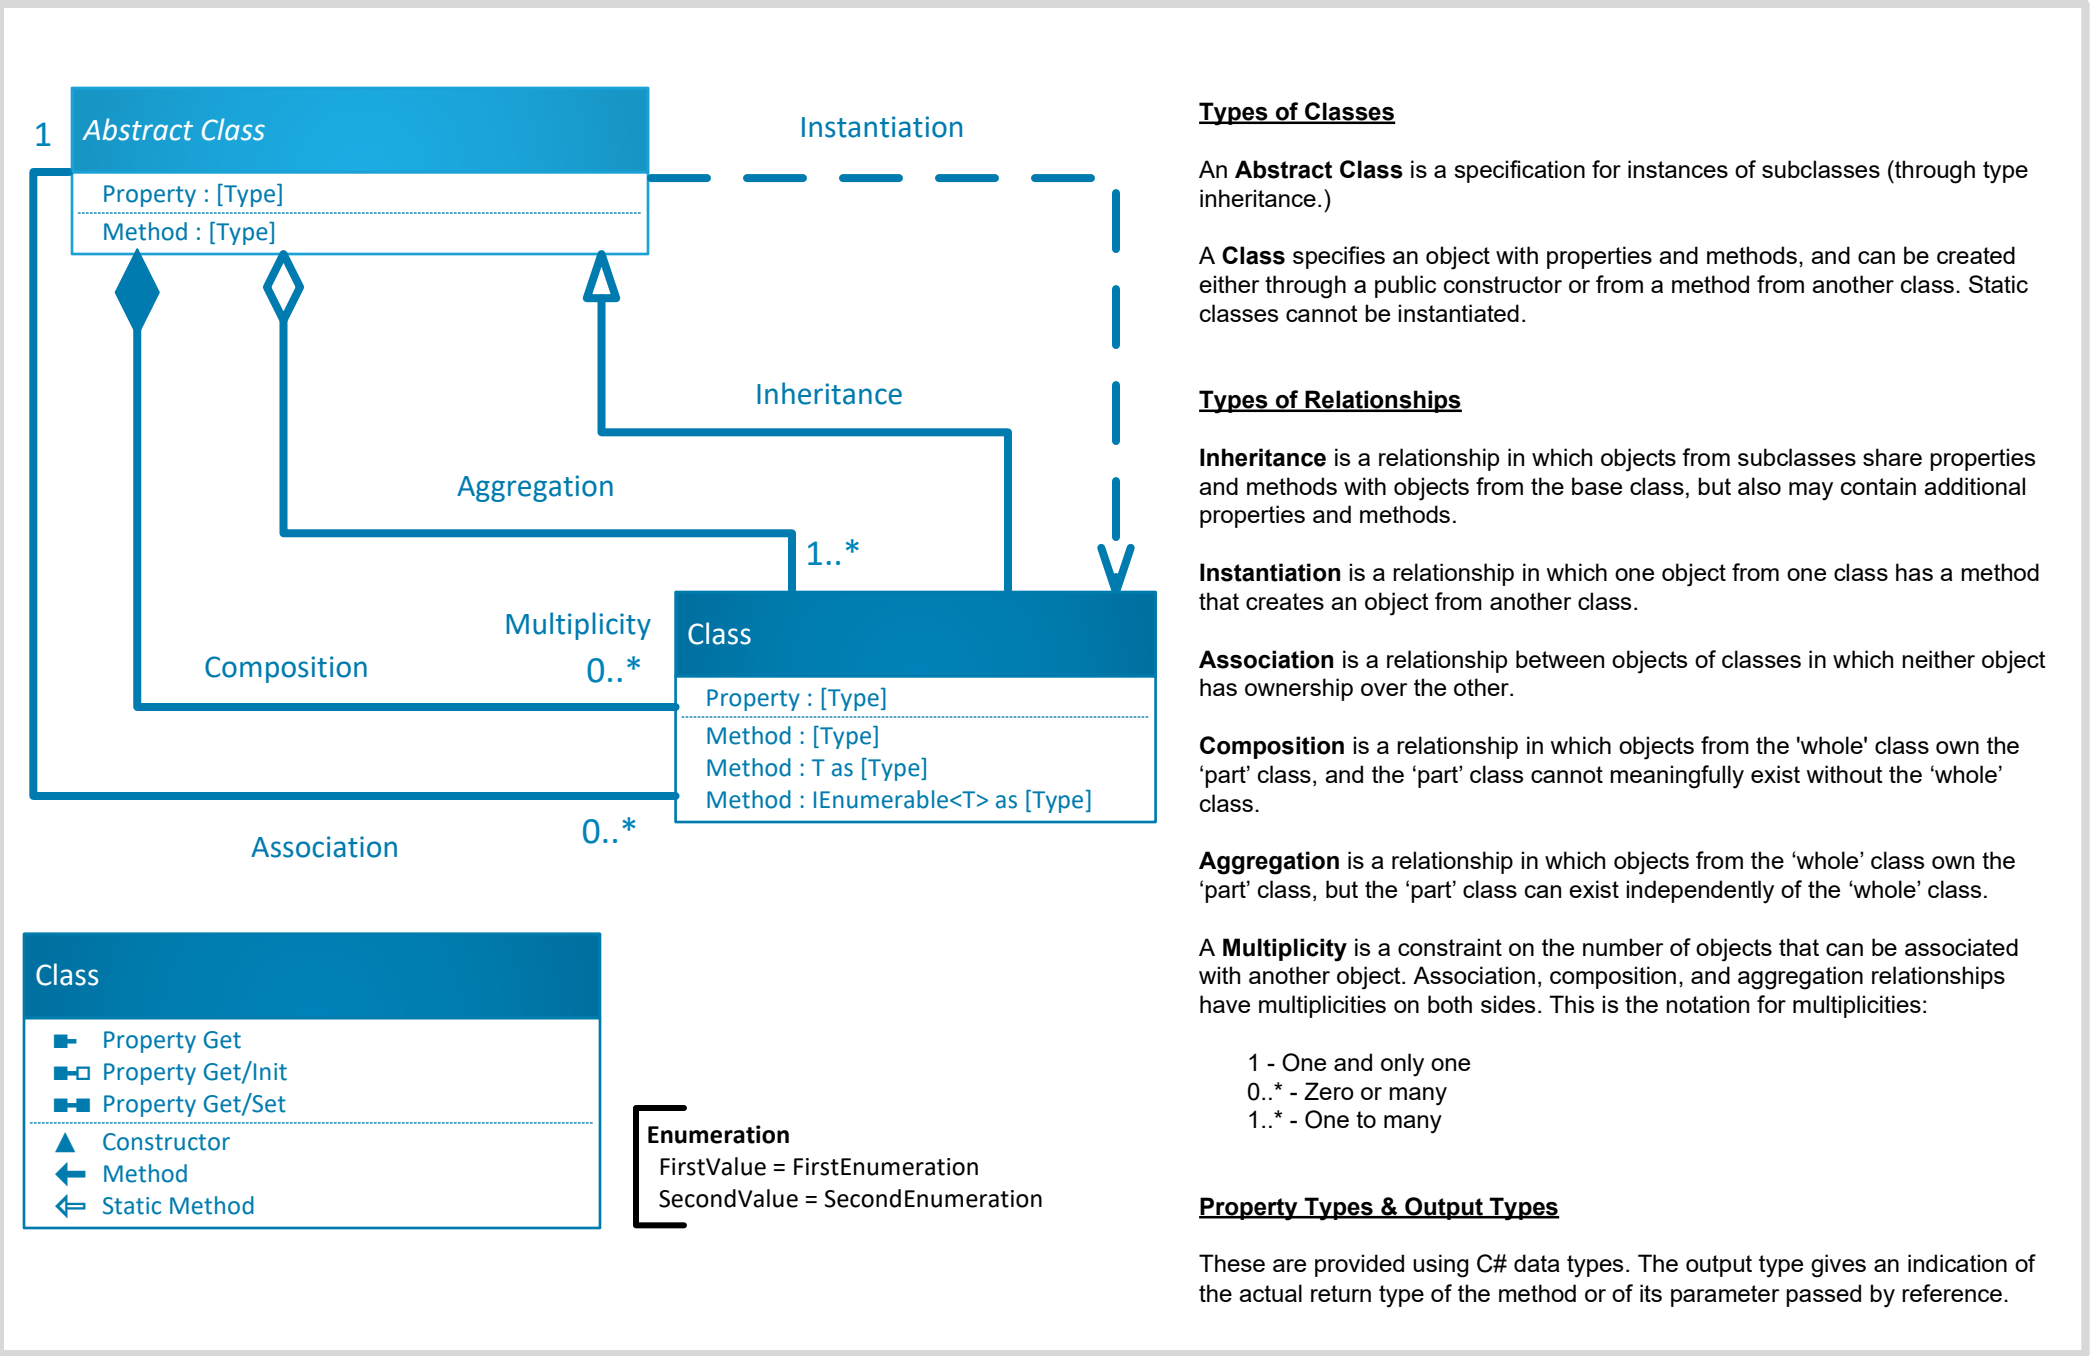 1
Abstract Class
Property : [Type]
Method : [Type]
Instantiation
Inheritance
Aggregation
1..*
Multiplicity
0..*
Composition
Class
Property : [Type]
Method : [Type]
Method : T as [Type]
Method : IEnumerable<T> as [Type]
0..*
Association
Class
Property Get
Property Get/Init
Property Get/Set
Constructor
Method
Static Method
Enumeration
FirstValue = FirstEnumeration
SecondValue = SecondEnumeration
Types of Classes
An Abstract Class is a specification for instances of subclasses (through type
inheritance.)
A Class specifies an object with properties and methods, and can be created
either through a public constructor or from a method from another class. Static
classes cannot be instantiated.
Types of Relationships
Inheritance is a relationship in which objects from subclasses share properties
and methods with objects from the base class, but also may contain additional
properties and methods.
Instantiation is a relationship in which one object from one class has a method
that creates an object from another class.
Association is a relationship between objects of classes in which neither object
has ownership over the other.
Composition is a relationship in which objects from the 'whole' class own the
‘part’ class, and the ‘part’ class cannot meaningfully exist without the ‘whole’
class.
Aggregation is a relationship in which objects from the ‘whole’ class own the
‘part’ class, but the ‘part’ class can exist independently of the ‘whole’ class.
A Multiplicity is a constraint on the number of objects that can be associated
with another object. Association, composition, and aggregation relationships
have multiplicities on both sides. This is the notation for multiplicities:
1 - One and only one
0..* - Zero or many
1..* - One to many
Property Types & Output Types
These are provided using C# data types. The output type gives an indication of
the actual return type of the method or of its parameter passed by reference.